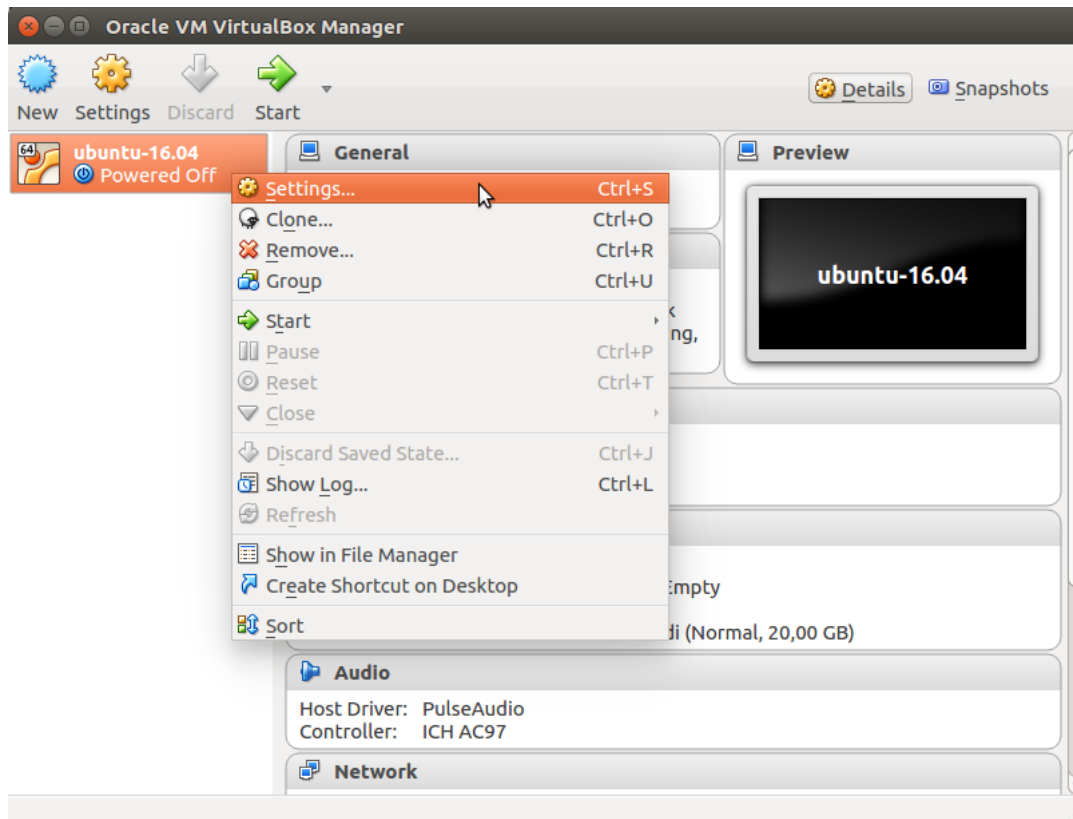 Oracle VM VirtualBox Manager
New Settings Discard Start
Details Snapshots
64
ubuntu-16.04
Powered Off
General
Preview
ubuntu-16.04
Settings... Ctrl+S
Clone... Ctrl+O
Remove... Ctrl+R
Group Ctrl+U
Start
Pause Ctrl+P
Reset Ctrl+T
Close
Discard Saved State... Ctrl+J
Show Log... Ctrl+L
Refresh
Show in File Manager
Create Shortcut on Desktop
Sort
ng,
Empty
di (Normal, 20,00 GB)
Audio
Host Driver: PulseAudio
Controller: ICH AC97
Network